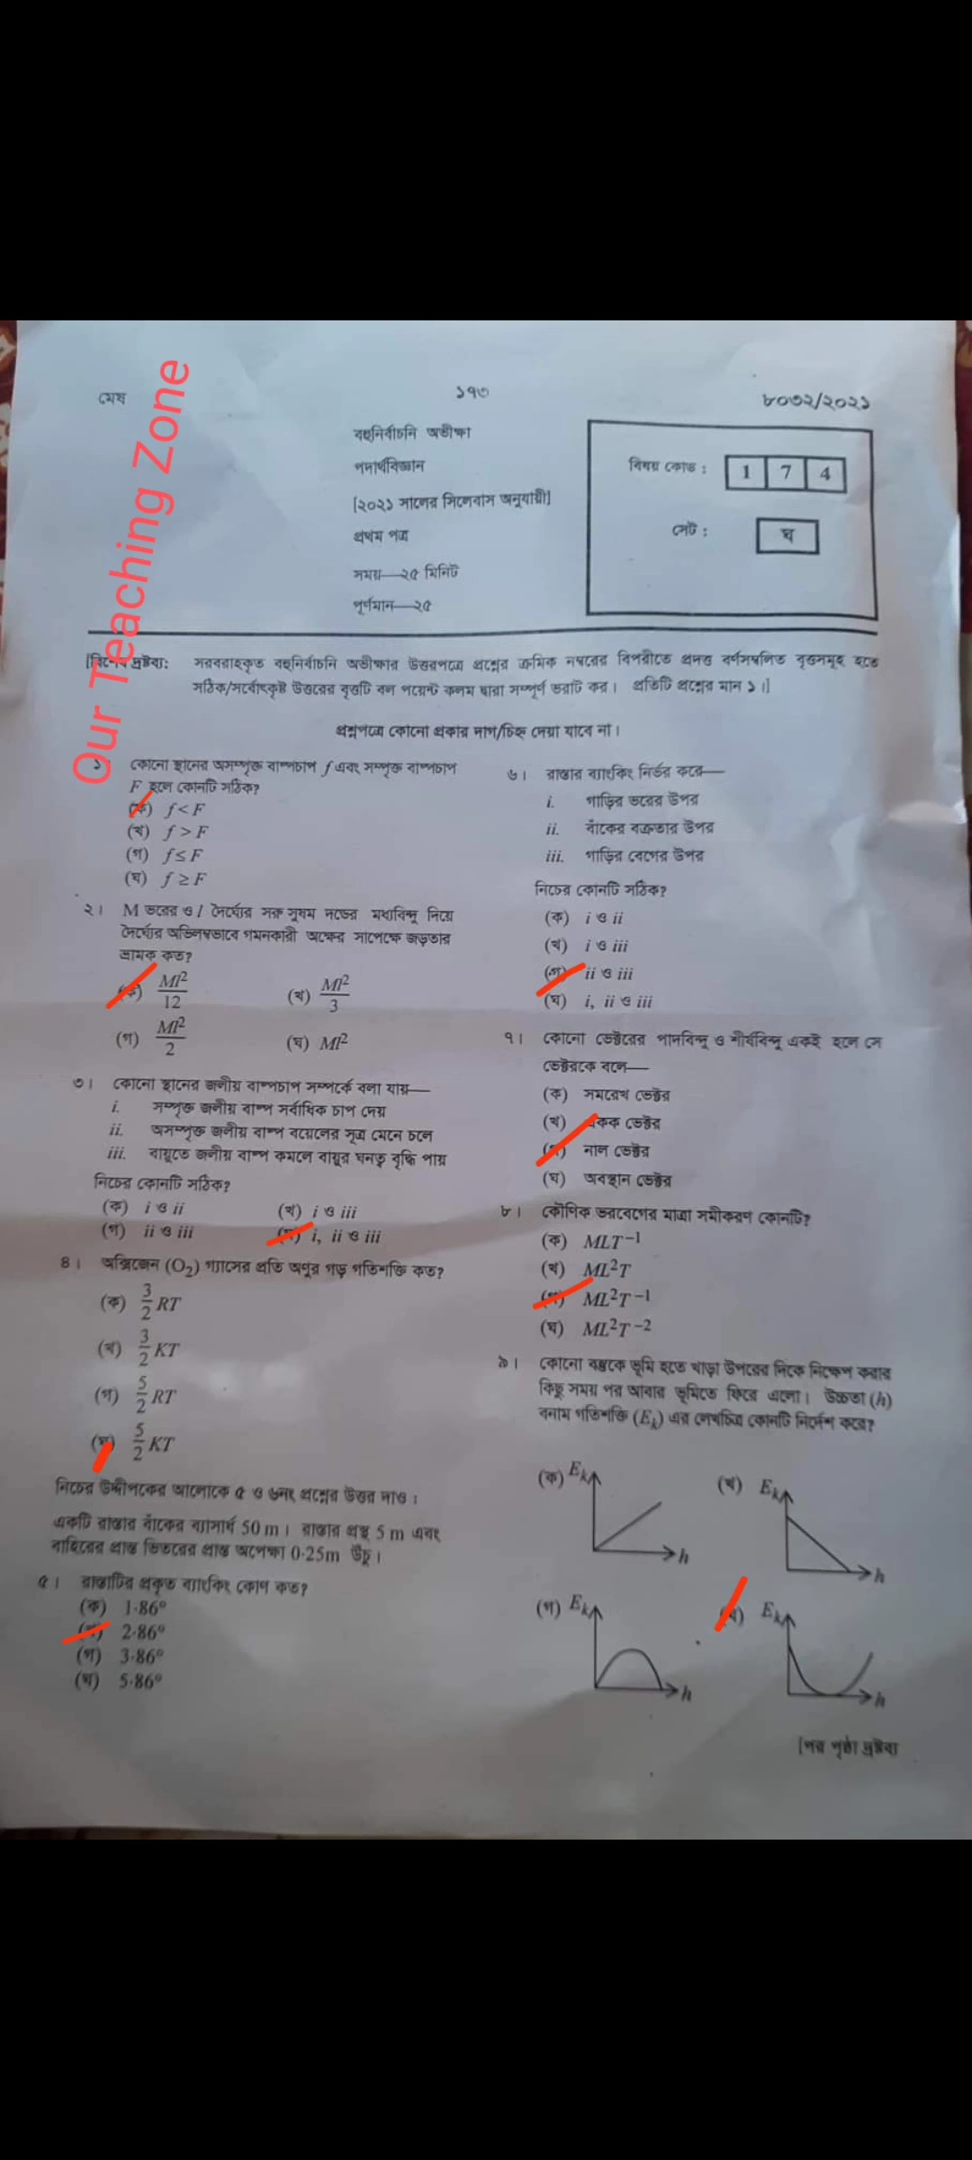 Our Teaching Zone
মেঘ
১৭৩
৮০৩২/২০২১
বহুনির্বাচনি অভীক্ষা
পদার্থবিজ্ঞান
[২০২১ সালের সিলেবাস অনুযায়ী]
প্রথম পত্র
সময়—২৫ মিনিট
পূর্ণমান—২৫
বিষয় কোড : 1 7 4
সেট : ঘ
[বিশেষ দ্রষ্টব্য: সরবরাহকৃত বহুনির্বাচনি অভীক্ষার উত্তরপত্রে প্রশ্নের ক্রমিক নম্বরের বিপরীতে প্রদত্ত বর্ণসম্বলিত বৃত্তসমূহ হতে
সঠিক/সর্বোৎকৃষ্ট উত্তরের বৃত্তটি বল পয়েন্ট কলম দ্বারা সম্পূর্ণ ভরাট কর। প্রতিটি প্রশ্নের মান ১।]
প্রশ্নপত্রে কোনো প্রকার দাগ/চিহ্ন দেয়া যাবে না।
১ কোনো স্থানের অসম্পৃক্ত বাষ্পচাপ f এবং সম্পৃক্ত বাষ্পচাপ
F হলে কোনটি সঠিক?
(ক) f < F
(খ) f > F
(গ) f ≤ F
(ঘ) f ≥ F
২। M ভরের ও l দৈর্ঘ্যের সরু সুষম দন্ডের মধ্যবিন্দু দিয়ে
দৈর্ঘ্যের অভিলম্বভাবে গমনকারী অক্ষের সাপেক্ষে জড়তার
ভ্রামক কত?
(ক) Ml²/12 (খ) Ml²/3
(গ) Ml²/2 (ঘ) Ml²
৩। কোনো স্থানের জলীয় বাষ্পচাপ সম্পর্কে বলা যায়—
i. সম্পৃক্ত জলীয় বাষ্প সর্বাধিক চাপ দেয়
ii. অসম্পৃক্ত জলীয় বাষ্প বয়েলের সূত্র মেনে চলে
iii. বায়ুতে জলীয় বাষ্প কমলে বায়ুর ঘনত্ব বৃদ্ধি পায়
নিচের কোনটি সঠিক?
(ক) i ও ii (খ) i ও iii
(গ) ii ও iii (ঘ) i, ii ও iii
৪। অক্সিজেন (O₂) গ্যাসের প্রতি অণুর গড় গতিশক্তি কত?
(ক) 3/2 RT
(খ) 3/2 KT
(গ) 5/2 RT
(ঘ) 5/2 KT
নিচের উদ্দীপকের আলোকে ৫ ও ৬নং প্রশ্নের উত্তর দাও :
একটি রাস্তার বাঁকের ব্যাসার্ধ 50 m। রাস্তার প্রস্থ 5 m এবং
বাহিরের প্রান্ত ভিতরের প্রান্ত অপেক্ষা 0·25m উঁচু।
৫। রাস্তাটির প্রকৃত ব্যাংকিং কোণ কত?
(ক) 1·86°
(খ) 2·86°
(গ) 3·86°
(ঘ) 5·86°
৬। রাস্তার ব্যাংকিং নির্ভর করে—
i. গাড়ির ভরের উপর
ii. বাঁকের বক্রতার উপর
iii. গাড়ির বেগের উপর
নিচের কোনটি সঠিক?
(ক) i ও ii
(খ) i ও iii
(গ) ii ও iii
(ঘ) i, ii ও iii
৭। কোনো ভেক্টরের পাদবিন্দু ও শীর্ষবিন্দু একই হলে সে
ভেক্টরকে বলে—
(ক) সমরেখ ভেক্টর
(খ) একক ভেক্টর
(গ) নাল ভেক্টর
(ঘ) অবস্থান ভেক্টর
৮। কৌণিক ভরবেগের মাত্রা সমীকরণ কোনটি?
(ক) MLT⁻¹
(খ) ML²T
(গ) ML²T⁻¹
(ঘ) ML²T⁻²
৯। কোনো বস্তুকে ভূমি হতে খাড়া উপরের দিকে নিক্ষেপ করার
কিছু সময় পর আবার ভূমিতে ফিরে এলো। উচ্চতা (h)
বনাম গতিশক্তি (Eₖ) এর লেখচিত্র কোনটি নির্দেশ করে?
(ক) Eₖ h (খ) Eₖ h
(গ) Eₖ h (ঘ) Eₖ h
[পর পৃষ্ঠা দ্রষ্টব্য